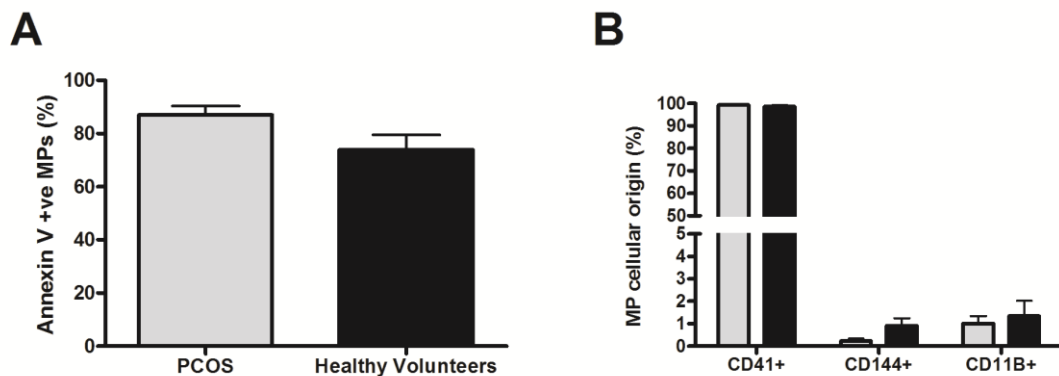 A
Annexin V +ve MPs (%)
100
80
60
40
20
0
PCOS
Healthy Volunteers
B
MP cellular origin (%)
100
90
80
70
60
50
5
4
3
2
1
0
CD41+
CD144+
CD11B+